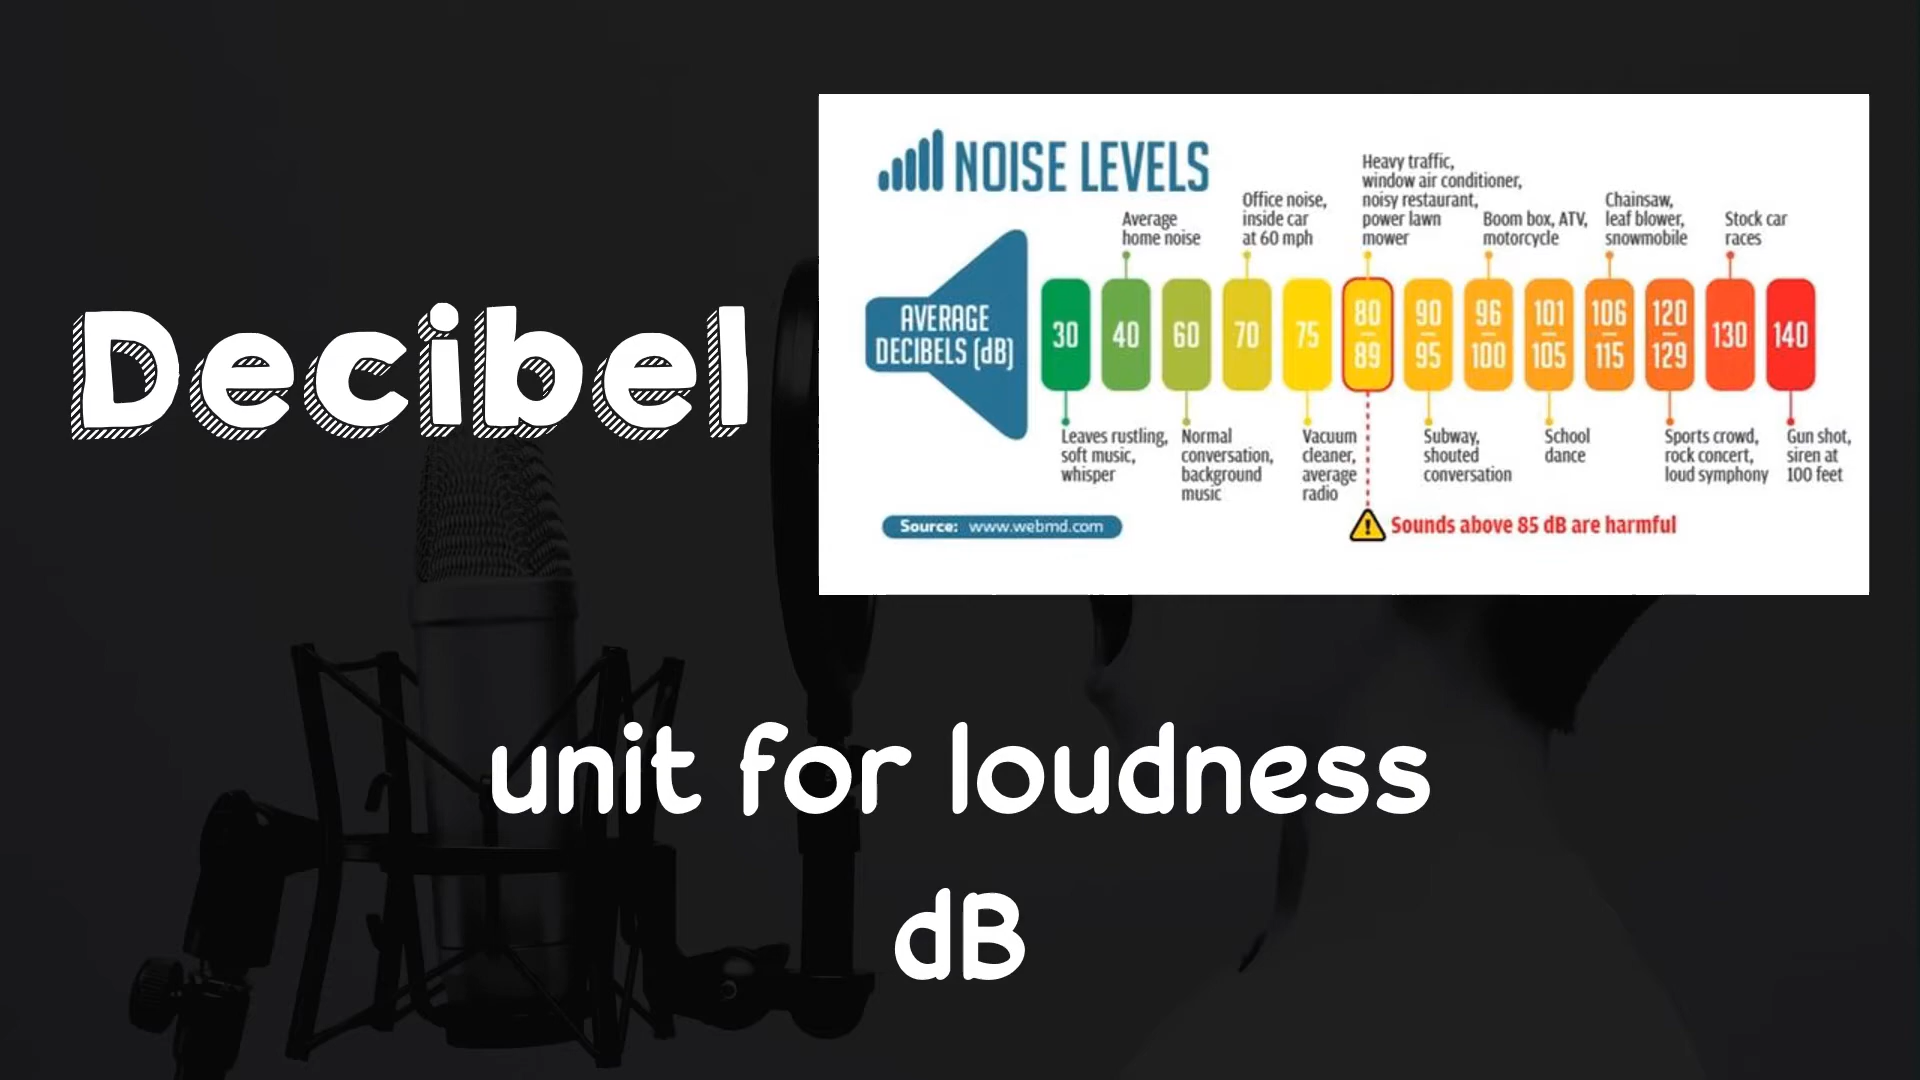 Decibel
NOISE LEVELS
Average
home noise
Office noise,
inside car
at 60 mph
Heavy traffic,
window air conditioner,
noisy restaurant,
power lawn
mower
Boom box, ATV,
motorcycle
Chainsaw,
leaf blower,
snowmobile
Stock car
races
AVERAGE
DECIBELS (dB)
30
40
60
70
75
80
89
90
95
96
100
101
105
106
115
120
129
130
140
Leaves rustling,
soft music,
whisper
Normal
conversation,
background
music
Vacuum
cleaner,
average
radio
Subway,
shouted
conversation
School
dance
Sports crowd,
rock concert,
loud symphony
Gun shot,
siren at
100 feet
Source: www.webmd.com
Sounds above 85 dB are harmful
unit for loudness
dB